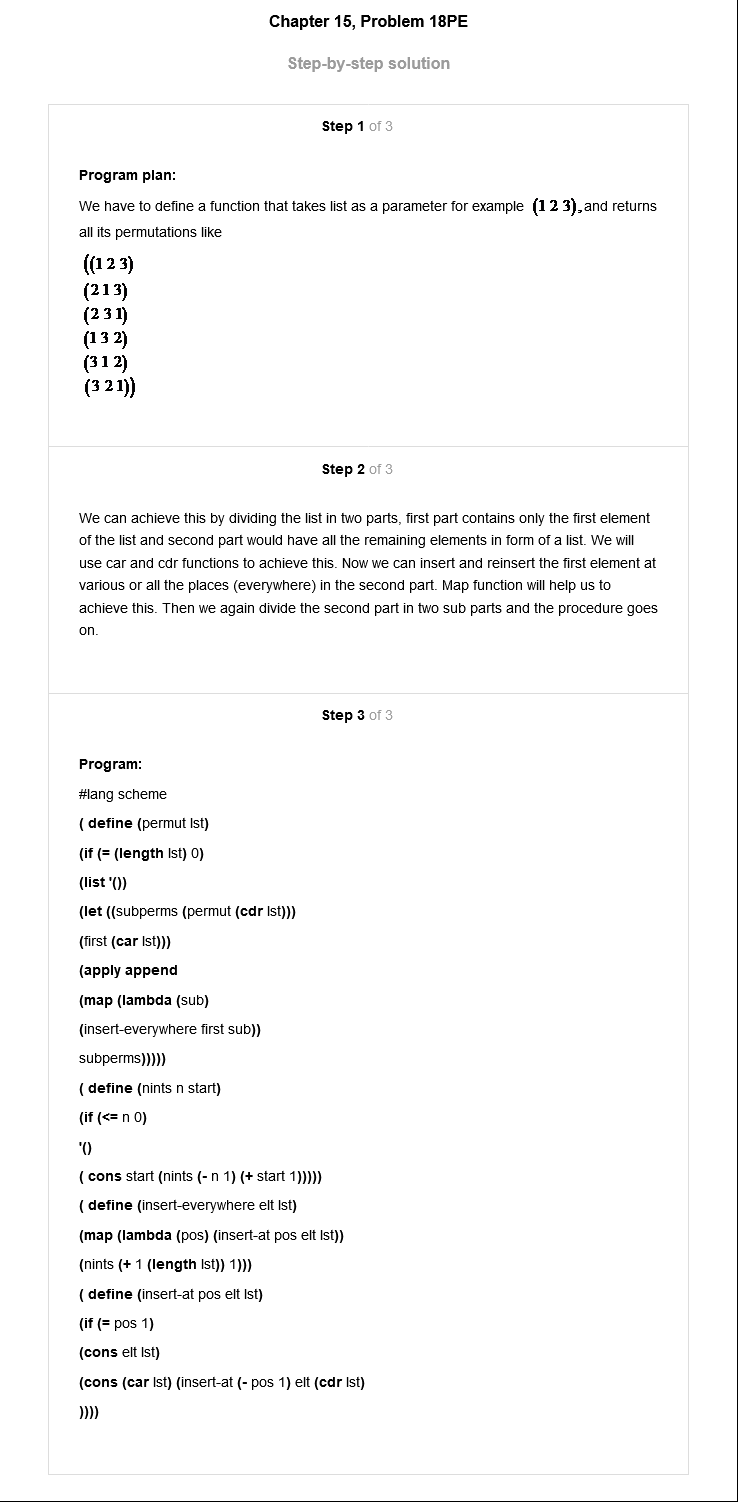 Chapter 15, Problem 18PE
Step-by-step solution
Step 1 of 3
Program plan:
We have to define a function that takes list as a parameter for example (1 2 3), and returns
all its permutations like
((1 2 3)
(2 1 3)
(2 3 1)
(1 3 2)
(3 1 2)
(3 2 1))
Step 2 of 3
We can achieve this by dividing the list in two parts, first part contains only the first element
of the list and second part would have all the remaining elements in form of a list. We will
use car and cdr functions to achieve this. Now we can insert and reinsert the first element at
various or all the places (everywhere) in the second part. Map function will help us to
achieve this. Then we again divide the second part in two sub parts and the procedure goes
on.
Step 3 of 3
Program:
#lang scheme
( define (permut lst)
(if (= (length lst) 0)
(list '())
(let ((subperms (permut (cdr lst)))
(first (car lst)))
(apply append
(map (lambda (sub)
(insert-everywhere first sub))
subperms)))))
( define (nints n start)
(if (<= n 0)
'()
( cons start (nints (- n 1) (+ start 1)))))
( define (insert-everywhere elt lst)
(map (lambda (pos) (insert-at pos elt lst))
(nints (+ 1 (length lst)) 1)))
( define (insert-at pos elt lst)
(if (= pos 1)
(cons elt lst)
(cons (car lst) (insert-at (- pos 1) elt (cdr lst)
))))